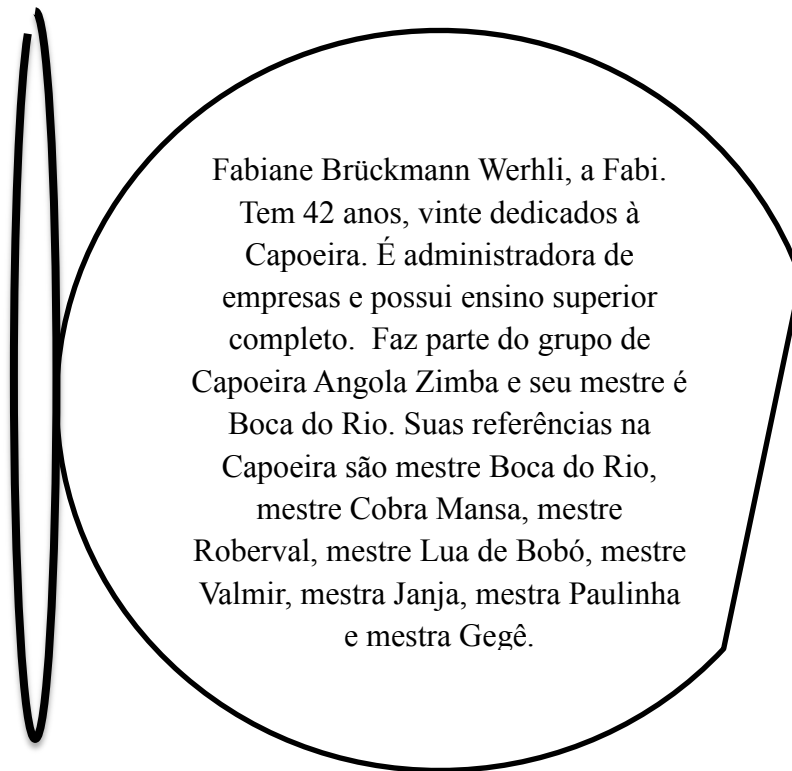 Fabiane Brückmann Werhli, a Fabi.
Tem 42 anos, vinte dedicados à
Capoeira. É administradora de
empresas e possui ensino superior
completo.  Faz parte do grupo de
Capoeira Angola Zimba e seu mestre é
Boca do Rio. Suas referências na
Capoeira são mestre Boca do Rio,
mestre Cobra Mansa, mestre
Roberval, mestre Lua de Bobó, mestre
Valmir, mestra Janja, mestra Paulinha
e mestra Gegê.